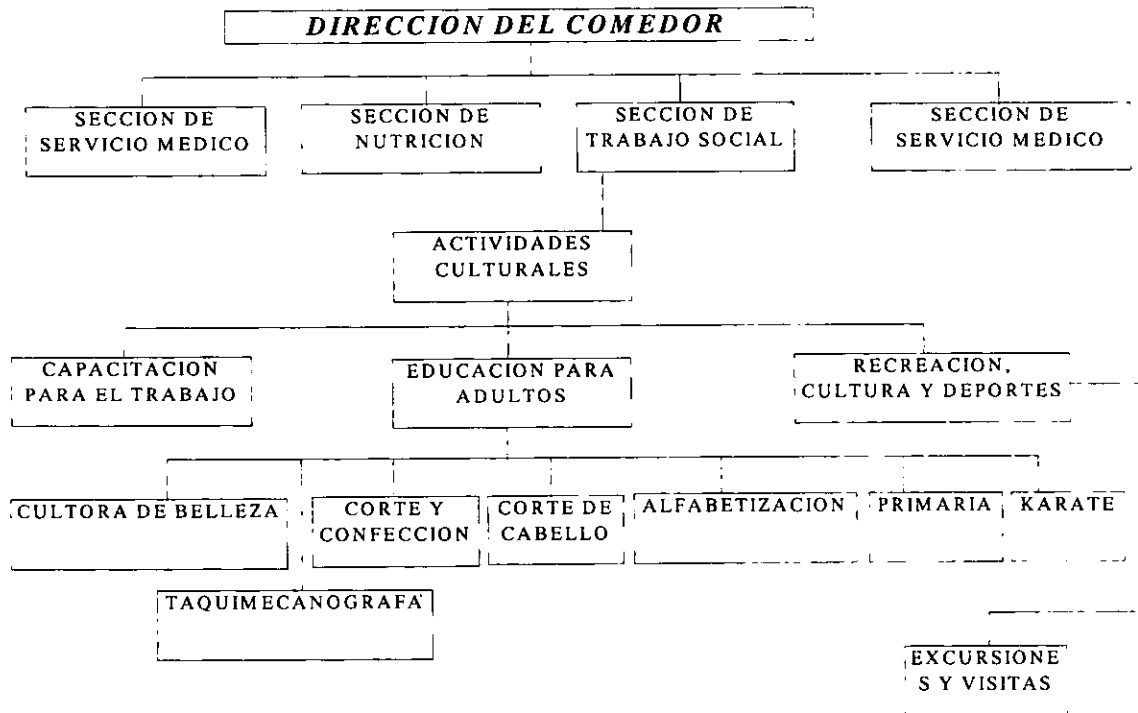 DIRECCION DEL COMEDOR
SECCION DE
SERVICIO MEDICO
SECCION DE
NUTRICION
SECCION DE
TRABAJO SOCIAL
SECCION DE
SERVICIO MEDICO
ACTIVIDADES
CULTURALES
CAPACITACION
PARA EL TRABAJO
EDUCACION PARA
ADULTOS
RECREACION,
CULTURA Y DEPORTES
CULTORA DE BELLEZA
CORTE Y
CONFECCION
CORTE DE
CABELLO
ALFABETIZACION
PRIMARIA
KARATE
TAQUIMECANOGRAFA
EXCURSIONE
S Y VISITAS